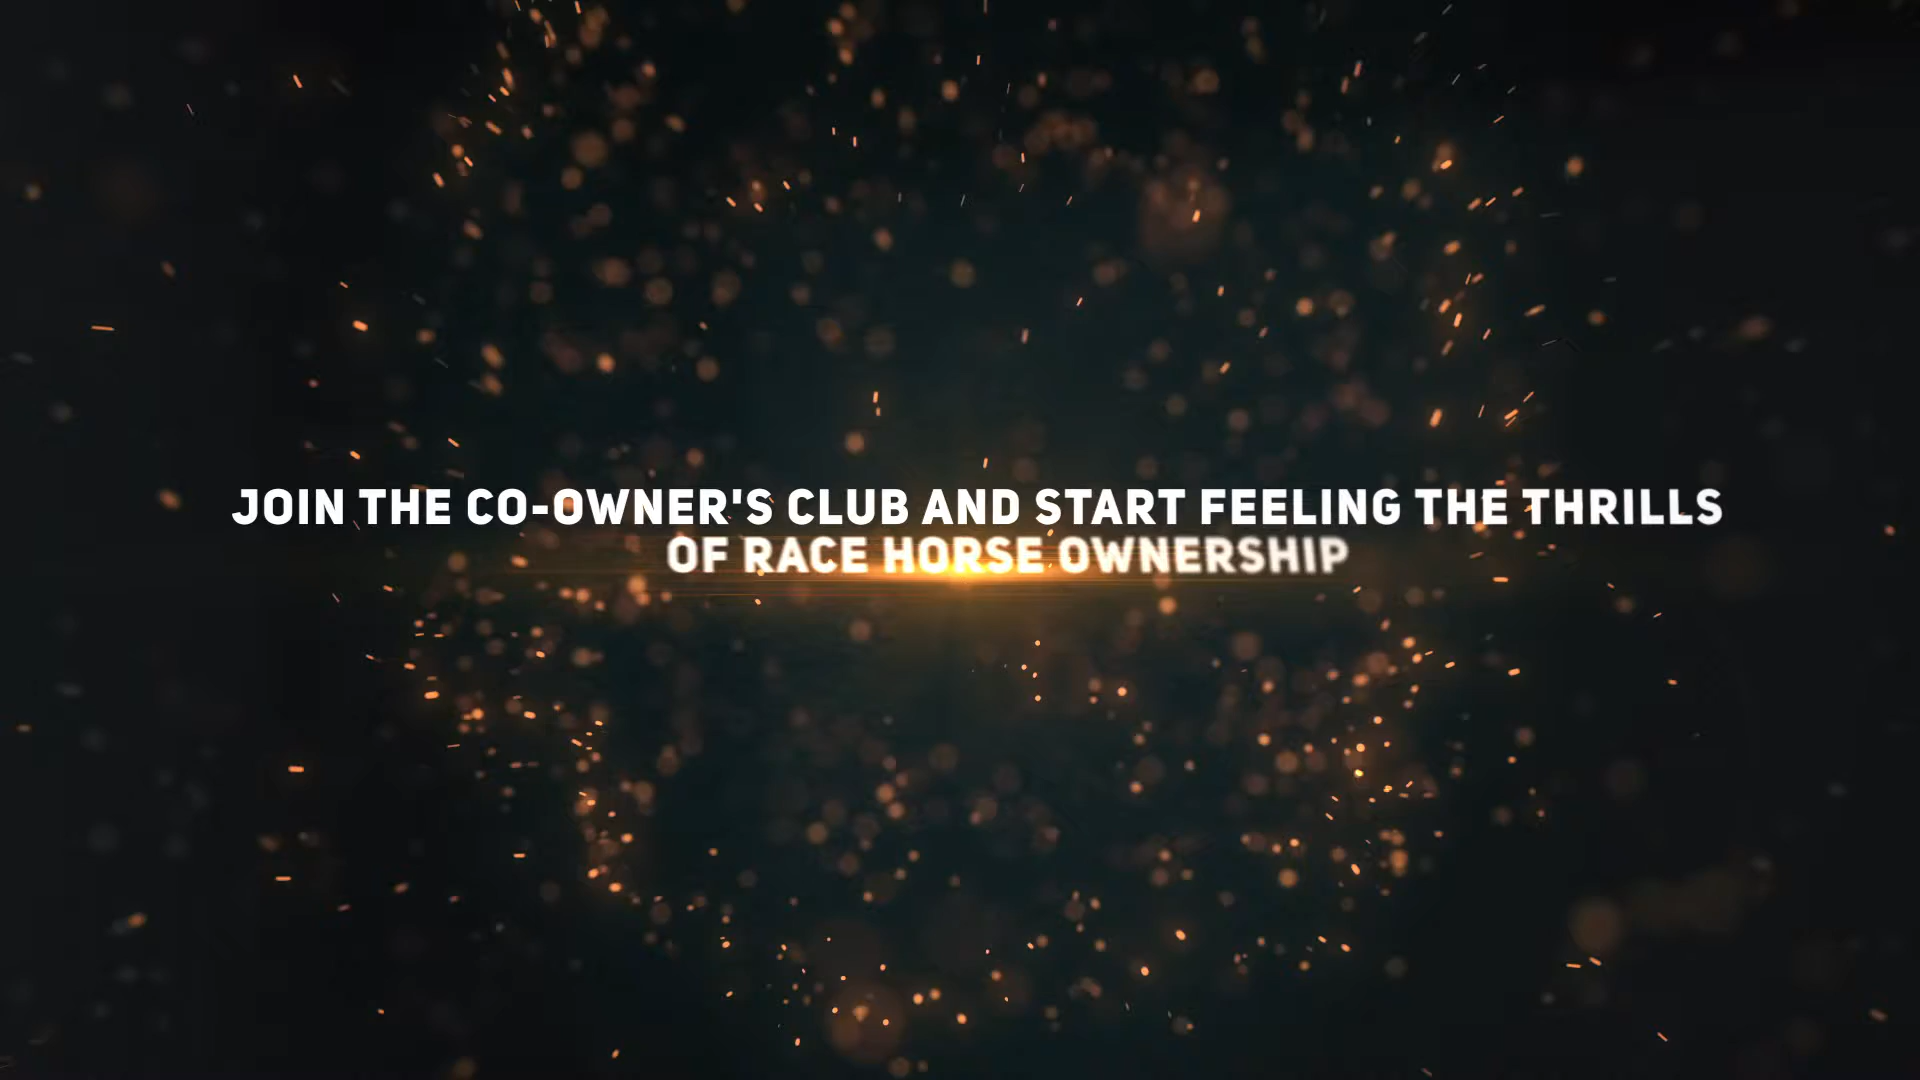 JOIN THE CO-OWNER'S CLUB AND START FEELING THE THRILLS
OF RACE HORSE OWNERSHIP